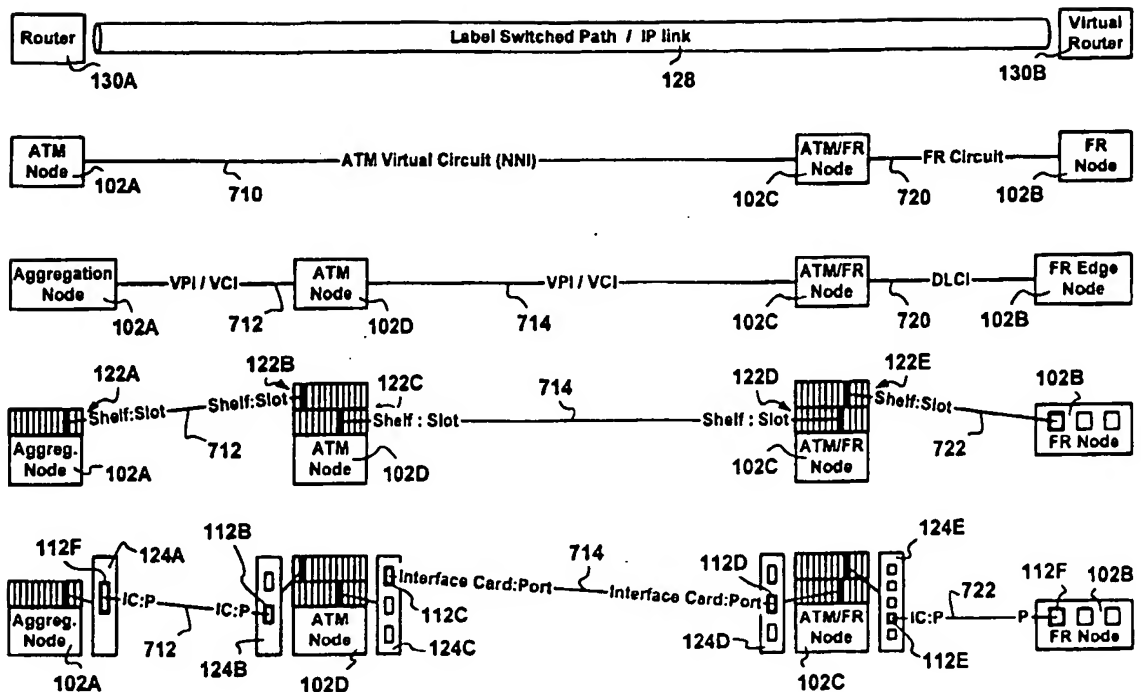 Router
Label Switched Path / IP link
Virtual Router
130A
128
130B
ATM Node
ATM Virtual Circuit (NNI)
ATM/FR Node
FR Circuit
FR Node
102A
710
102C
720
102B
Aggregation Node
VPI / VCI
ATM Node
VPI / VCI
ATM/FR Node
DLCI
FR Edge Node
102A
712
102D
714
102C
720
102B
122A
122B
122C
714
122D
122E
102B
Shelf:Slot
Shelf:Slot
Shelf : Slot
Shelf : Slot
Shelf:Slot
Aggreg. Node
712
ATM Node
ATM/FR Node
722
FR Node
102A
102D
102C
112F
124A
112B
714
112D
124E
112F
102B
722
IC:P
IC:P
Interface Card:Port
Interface Card:Port
IC:P
P
Aggreg. Node
712
ATM Node
112C
ATM/FR Node
FR Node
124B
124C
124D
112E
102A
102D
102C